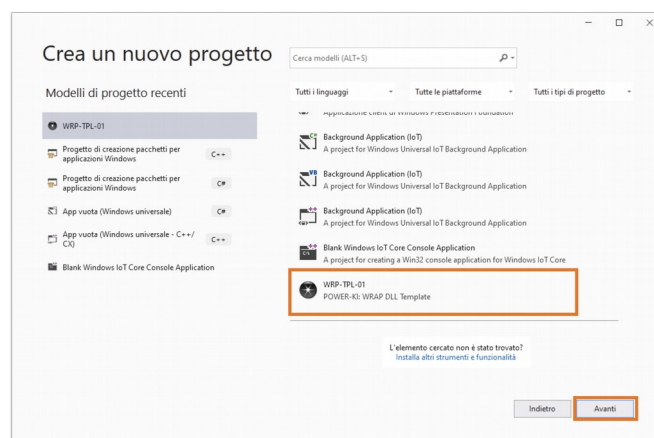 Crea un nuovo progetto
Cerca modelli (ALT+S)
Modelli di progetto recenti
Tutti i linguaggi
Tutte le piattaforme
Tutti i tipi di progetto
WRP-TPL-01
Progetto di creazione pacchetti per
applicazioni Windows
C++
Progetto di creazione pacchetti per
applicazioni Windows
C#
App vuota (Windows universale)
C#
App vuota (Windows universale - C++/
CX)
C++
Blank Windows IoT Core Console Application
Applicazione client di Windows Presentation Foundation
Background Application (IoT)
A project for Windows Universal IoT Background Application
Background Application (IoT)
A project for Windows Universal IoT Background Application
Background Application (IoT)
A project for Windows Universal IoT Background Application
Blank Windows IoT Core Console Application
A project for creating a Win32 console application for Windows IoT Core
WRP-TPL-01
POWER-KI: WRAP DLL Template
L'elemento cercato non è stato trovato?
Installa altri strumenti e funzionalità
Indietro
Avanti